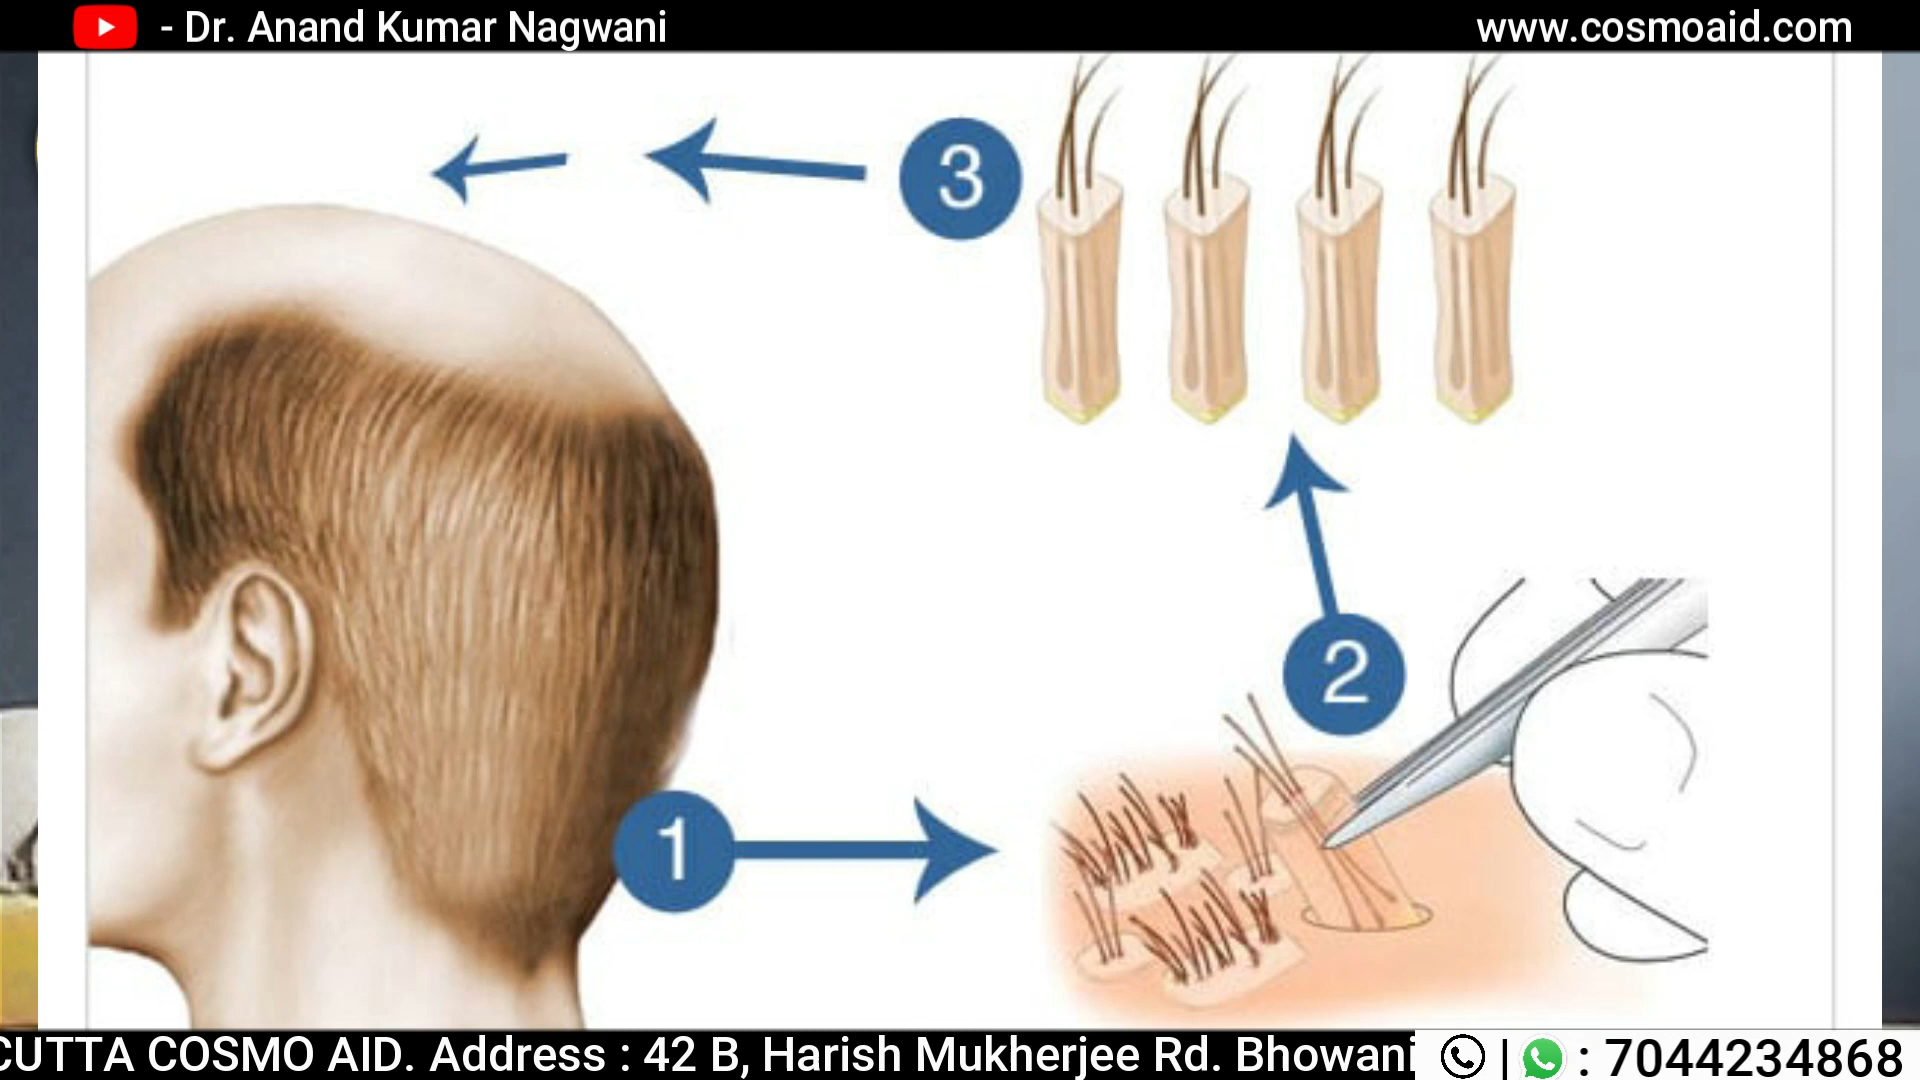 - Dr. Anand Kumar Nagwani
www.cosmoaid.com
3
2
1
CUTTA COSMO AID. Address : 42 B, Harish Mukherjee Rd. Bhowani
| : 7044234868